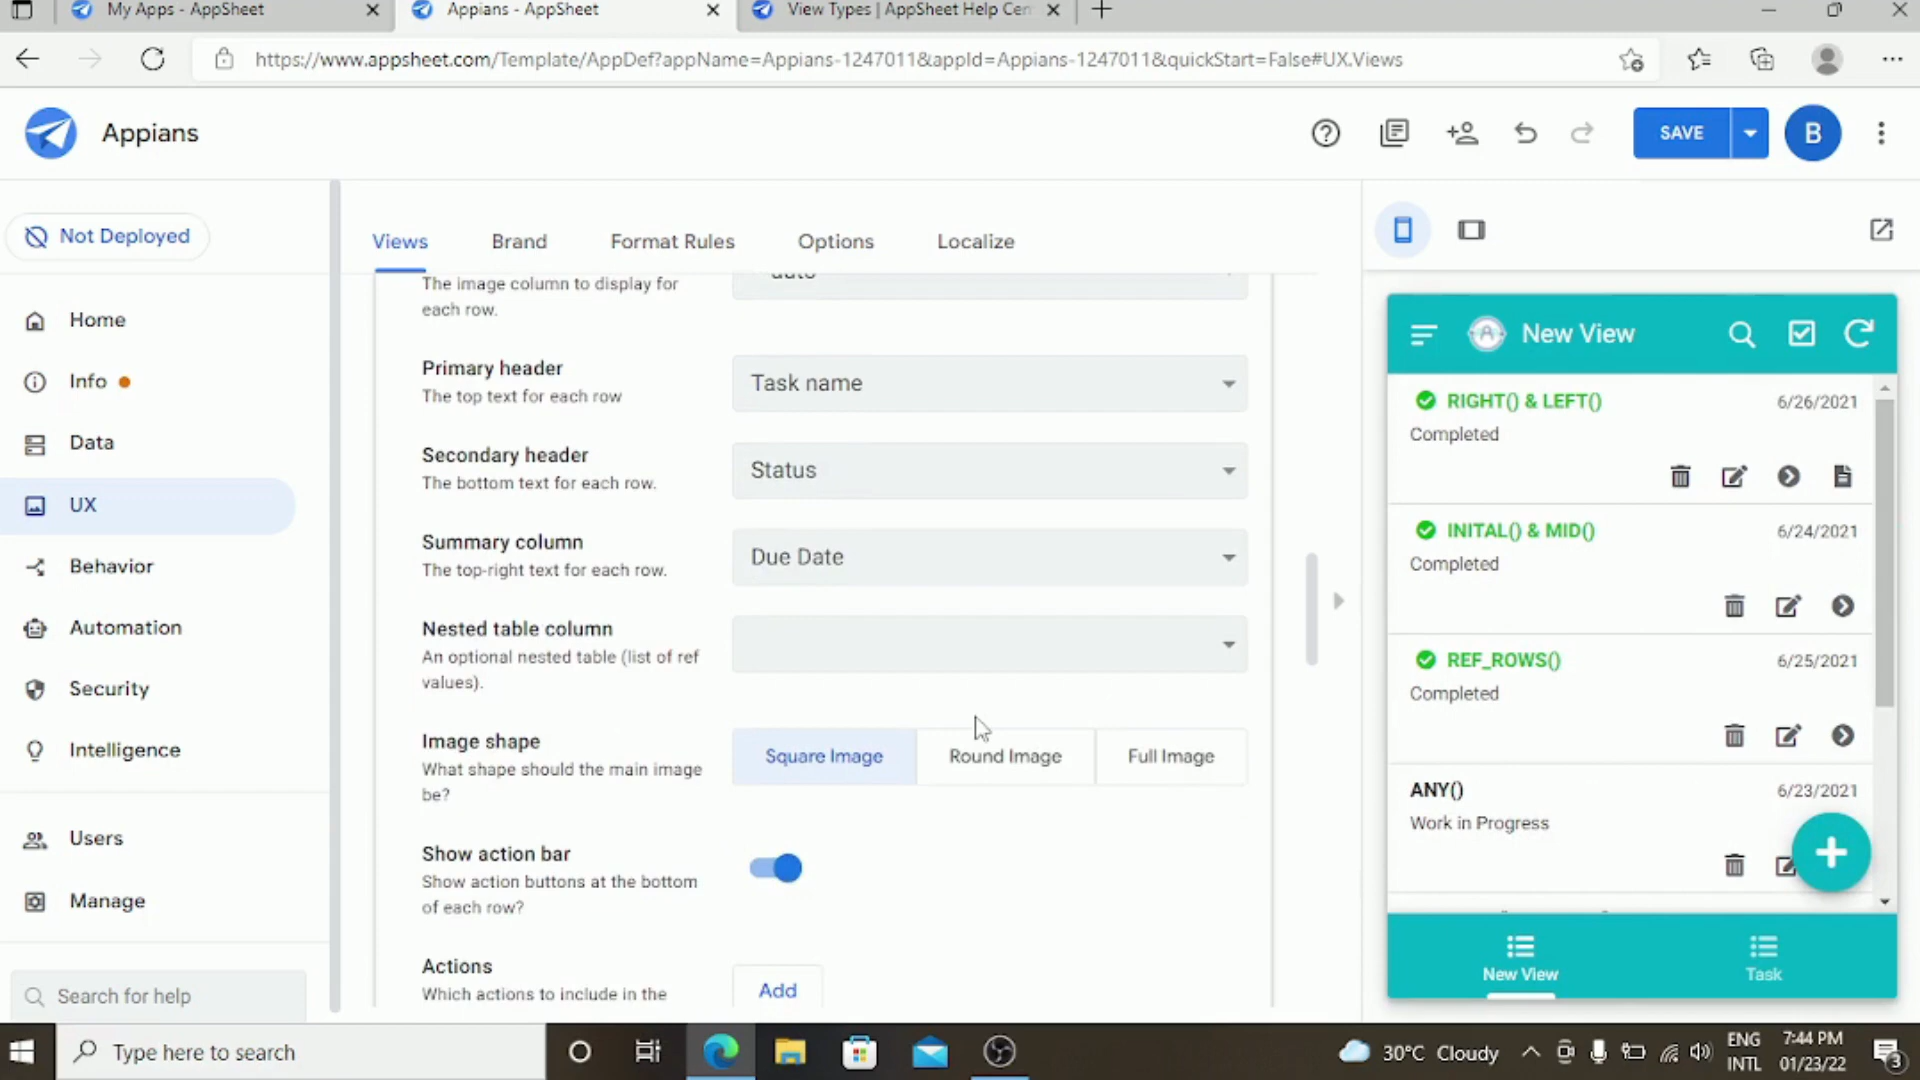 My Apps - AppSheet
Appians - AppSheet
View Types | AppSheet Help Cen
https://www.appsheet.com/Template/AppDef?appName=Appians-1247011&appId=Appians-1247011&quickStart=False#UX.Views
Appians
SAVE
B
Not Deployed
Home
Info
Data
UX
Behavior
Automation
Security
Intelligence
Users
Manage
Search for help
Views
Brand
Format Rules
Options
Localize
The image column to display for
each row.
auto
Primary header
The top text for each row
Task name
Secondary header
The bottom text for each row.
Status
Summary column
The top-right text for each row.
Due Date
Nested table column
An optional nested table (list of ref
values).
Image shape
What shape should the main image
be?
Square Image
Round Image
Full Image
Show action bar
Show action buttons at the bottom
of each row?
Actions
Which actions to include in the
Add
New View
RIGHT() & LEFT()
6/26/2021
Completed
INITAL() & MID()
6/24/2021
Completed
REF_ROWS()
6/25/2021
Completed
ANY()
6/23/2021
Work in Progress
New View
Task
Type here to search
30°C Cloudy
ENG
INTL
7:44 PM
01/23/22
3